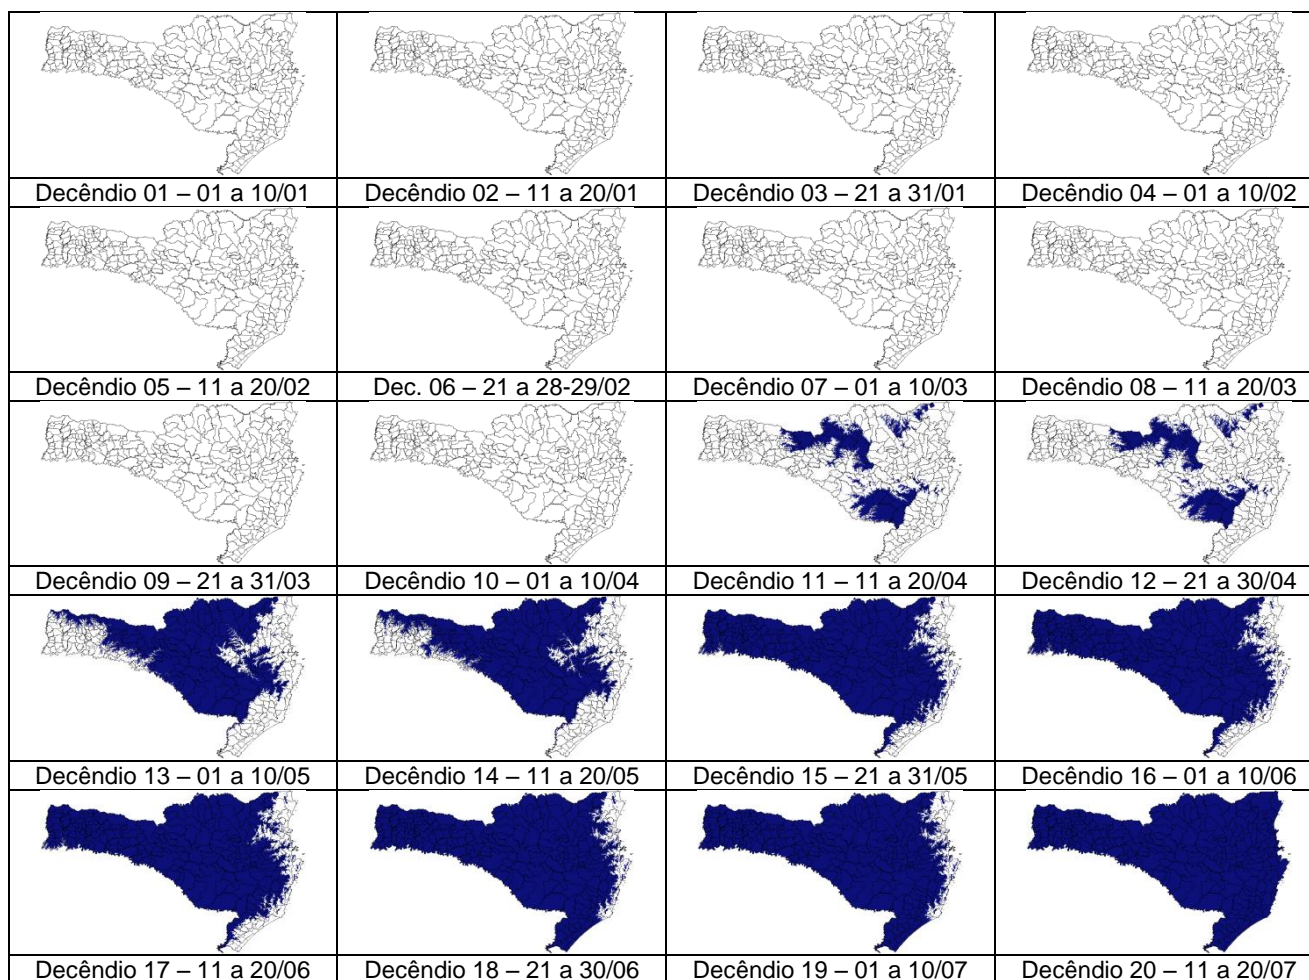 Decêndio 01 – 01 a 10/01
Decêndio 02 – 11 a 20/01
Decêndio 03 – 21 a 31/01
Decêndio 04 – 01 a 10/02
Decêndio 05 – 11 a 20/02
Dec. 06 – 21 a 28-29/02
Decêndio 07 – 01 a 10/03
Decêndio 08 – 11 a 20/03
Decêndio 09 – 21 a 31/03
Decêndio 10 – 01 a 10/04
Decêndio 11 – 11 a 20/04
Decêndio 12 – 21 a 30/04
Decêndio 13 – 01 a 10/05
Decêndio 14 – 11 a 20/05
Decêndio 15 – 21 a 31/05
Decêndio 16 – 01 a 10/06
Decêndio 17 – 11 a 20/06
Decêndio 18 – 21 a 30/06
Decêndio 19 – 01 a 10/07
Decêndio 20 – 11 a 20/07